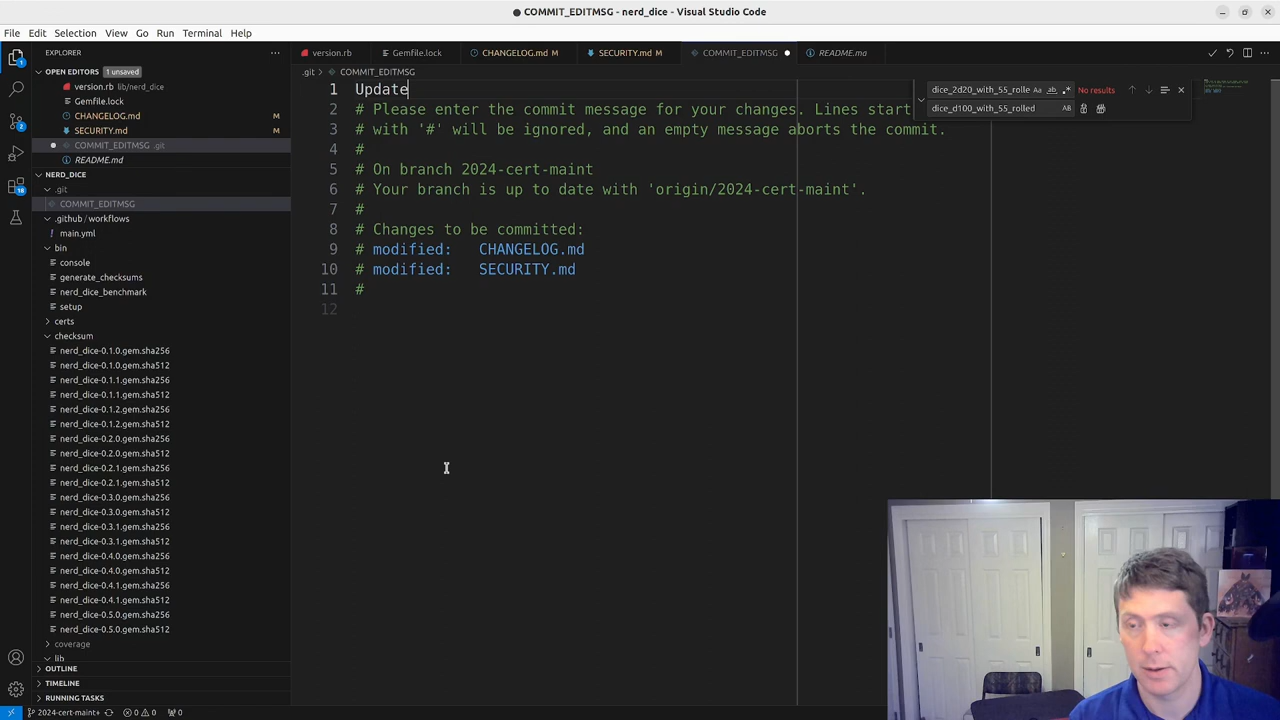 COMMIT_EDITMSG - nerd_dice - Visual Studio Code
File Edit Selection View Go Run Terminal Help
EXPLORER
version.rb
Gemfile.lock
CHANGELOG.md M
SECURITY.md M
COMMIT_EDITMSG
README.md
OPEN EDITORS 1 unsaved
version.rb lib/nerd_dice
Gemfile.lock
CHANGELOG.md M
SECURITY.md M
COMMIT_EDITMSG .git
README.md
NERD_DICE
.git
COMMIT_EDITMSG
.github / workflows
main.yml
bin
console
generate_checksums
nerd_dice_benchmark
setup
certs
checksum
nerd_dice-0.1.0.gem.sha256
nerd_dice-0.1.0.gem.sha512
nerd_dice-0.1.1.gem.sha256
nerd_dice-0.1.1.gem.sha512
nerd_dice-0.1.2.gem.sha256
nerd_dice-0.1.2.gem.sha512
nerd_dice-0.2.0.gem.sha256
nerd_dice-0.2.0.gem.sha512
nerd_dice-0.2.1.gem.sha256
nerd_dice-0.2.1.gem.sha512
nerd_dice-0.3.0.gem.sha256
nerd_dice-0.3.0.gem.sha512
nerd_dice-0.3.1.gem.sha256
nerd_dice-0.3.1.gem.sha512
nerd_dice-0.4.0.gem.sha256
nerd_dice-0.4.0.gem.sha512
nerd_dice-0.4.1.gem.sha256
nerd_dice-0.4.1.gem.sha512
nerd_dice-0.5.0.gem.sha256
nerd_dice-0.5.0.gem.sha512
coverage
lib
OUTLINE
TIMELINE
RUNNING TASKS
.git > COMMIT_EDITMSG
1 Update
2 # Please enter the commit message for your changes. Lines start
3 # with '#' will be ignored, and an empty message aborts the commit.
4 #
5 # On branch 2024-cert-maint
6 # Your branch is up to date with 'origin/2024-cert-maint'.
7 #
8 # Changes to be committed:
9 # modified: CHANGELOG.md
10 # modified: SECURITY.md
11 #
12
dice_2d20_with_55_rolle Aa ab .* No results
dice_d100_with_55_rolled AB
2024-cert-maint+ 0 0 0
2
18